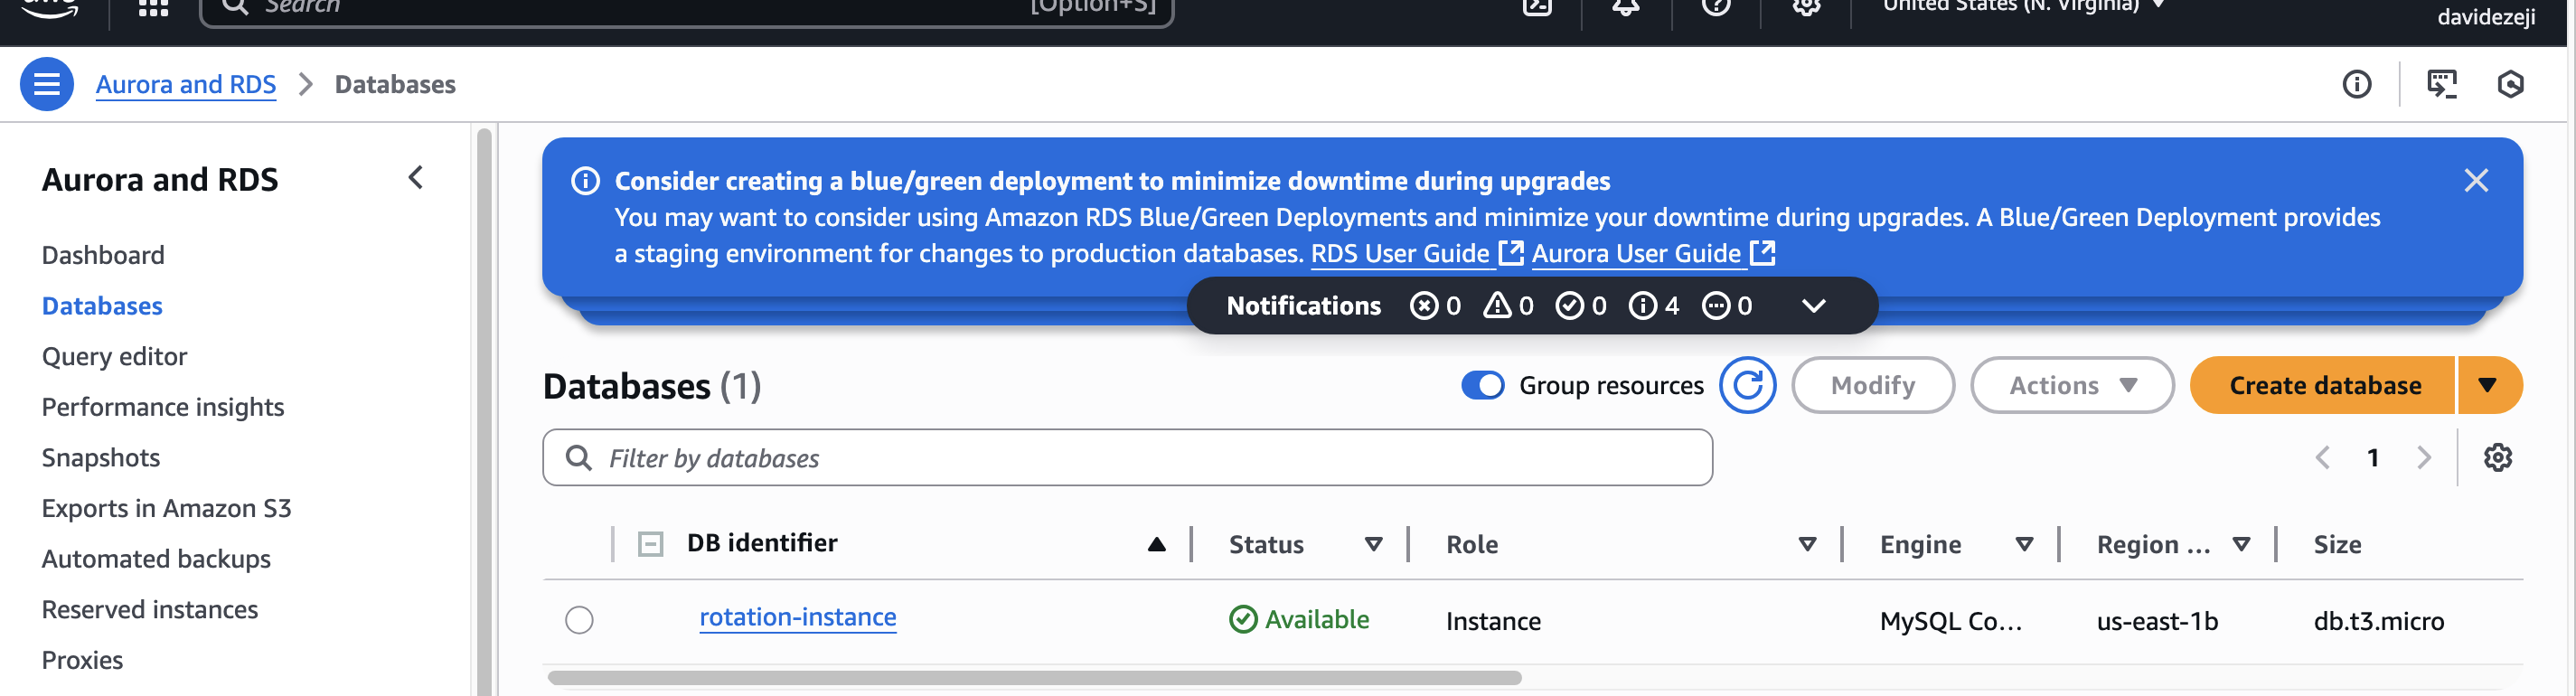 aws
Search
[Option+S]
United States (N. Virginia)
davidezeji
Aurora and RDS
Databases
Aurora and RDS
Dashboard
Databases
Query editor
Performance insights
Snapshots
Exports in Amazon S3
Automated backups
Reserved instances
Proxies
Consider creating a blue/green deployment to minimize downtime during upgrades
You may want to consider using Amazon RDS Blue/Green Deployments and minimize your downtime during upgrades. A Blue/Green Deployment provides
a staging environment for changes to production databases. RDS User Guide Aurora User Guide
Notifications 0 0 0 4 0
Databases (1)
Group resources
Modify
Actions
Create database
Filter by databases
1
DB identifier Status Role Engine Region ... Size
rotation-instance Available Instance MySQL Co... us-east-1b db.t3.micro